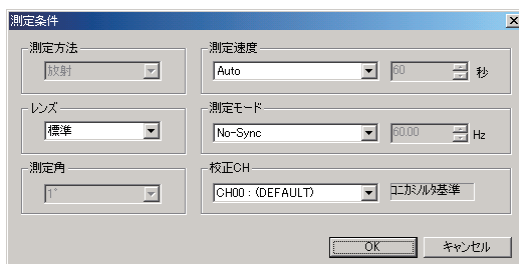 測定条件
測定方法
放射
測定速度
Auto
60
秒
レンズ
標準
測定モード
No-Sync
60.00
Hz
測定角
1°
校正CH
CH00 : (DEFAULT)
コニカミノルタ基準
OK
キャンセル